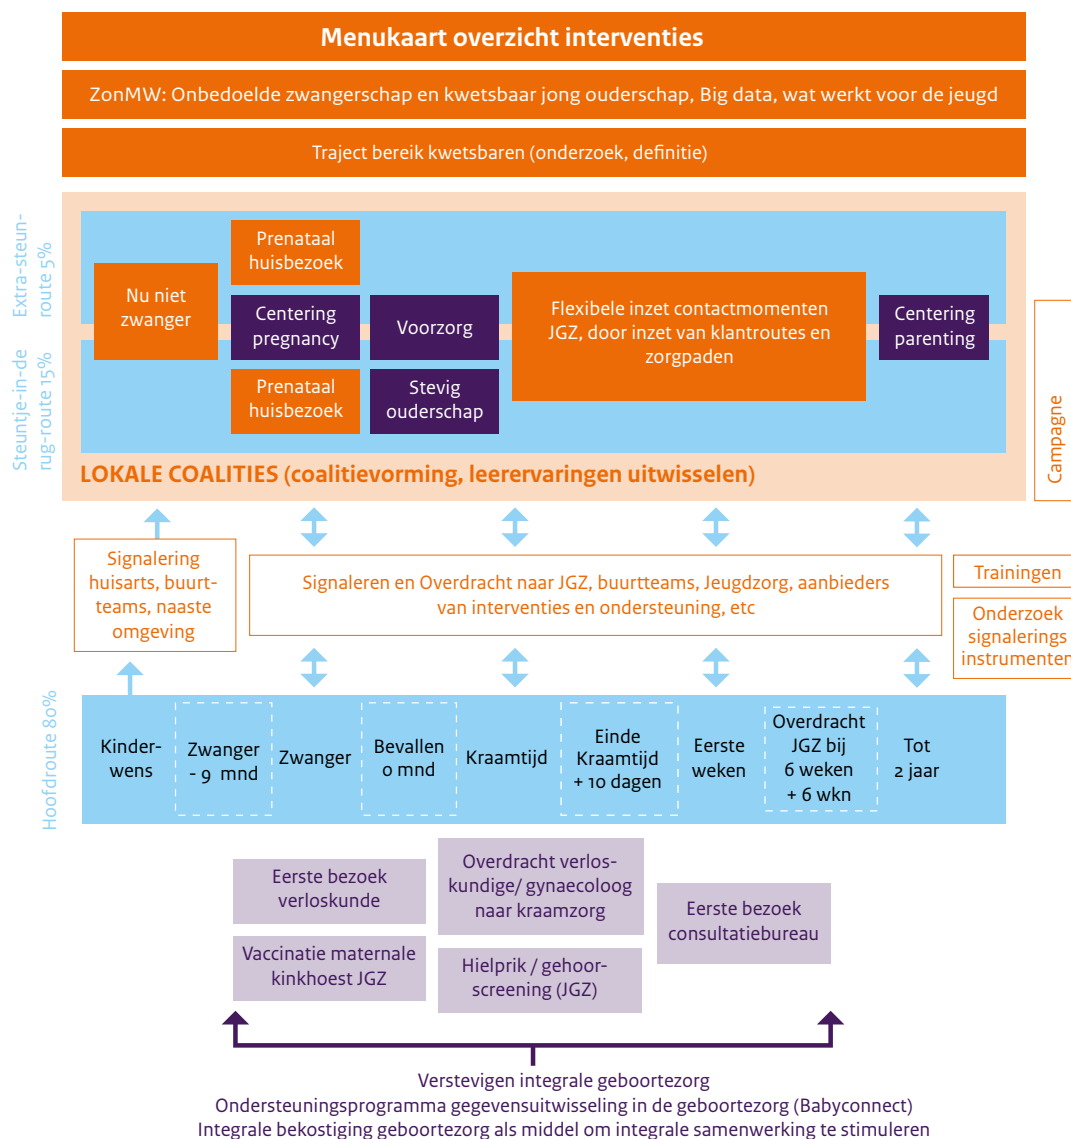 Menukaart overzicht interventies
ZonMW: Onbedoelde zwangerschap en kwetsbaar jong ouderschap, Big data, wat werkt voor de jeugd
Traject bereik kwetsbaren (onderzoek, definitie)
Extra-steun-
route 5%
Steuntje-in-de
rug-route 15%
Nu niet
zwanger
Prenataal
huisbezoek
Centering
pregnancy
Prenataal
huisbezoek
Voorzorg
Stevig
ouderschap
Flexibele inzet contactmomenten
JGZ, door inzet van klantroutes en
zorgpaden
Centering
parenting
LOKALE COALITIES (coalitievorming, leerervaringen uitwisselen)
Campagne
Signalering
huisarts, buurt-
teams, naaste
omgeving
Signaleren en Overdracht naar JGZ, buurtteams, Jeugdzorg, aanbieders
van interventies en ondersteuning, etc
Trainingen
Onderzoek
signalerings
instrumenten
Hoofdroute 80%
Kinder-
wens
Zwanger
- 9 mnd
Zwanger
Bevallen
0 mnd
Kraamtijd
Einde
Kraamtijd
+ 10 dagen
Eerste
weken
Overdracht
JGZ bij
6 weken
+ 6 wkn
Tot
2 jaar
Eerste bezoek
verloskunde
Vaccinatie maternale
kinkhoest JGZ
Overdracht verlos-
kundige/ gynaecoloog
naar kraamzorg
Hielprik / gehoor-
screening (JGZ)
Eerste bezoek
consultatiebureau
Verstevigen integrale geboortezorg
Ondersteuningsprogramma gegevensuitwisseling in de geboortezorg (Babyconnect)
Integrale bekostiging geboortezorg als middel om integrale samenwerking te stimuleren